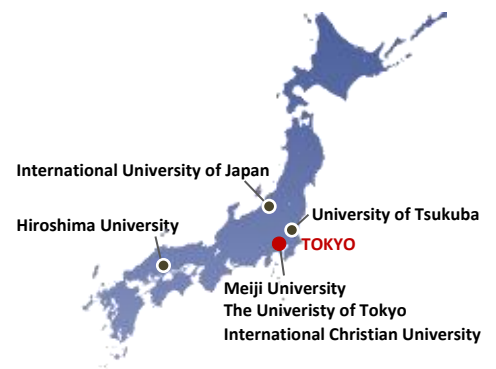 International University of Japan
Hiroshima University
University of Tsukuba
TOKYO
Meiji University
The Univeristy of Tokyo
International Christian University